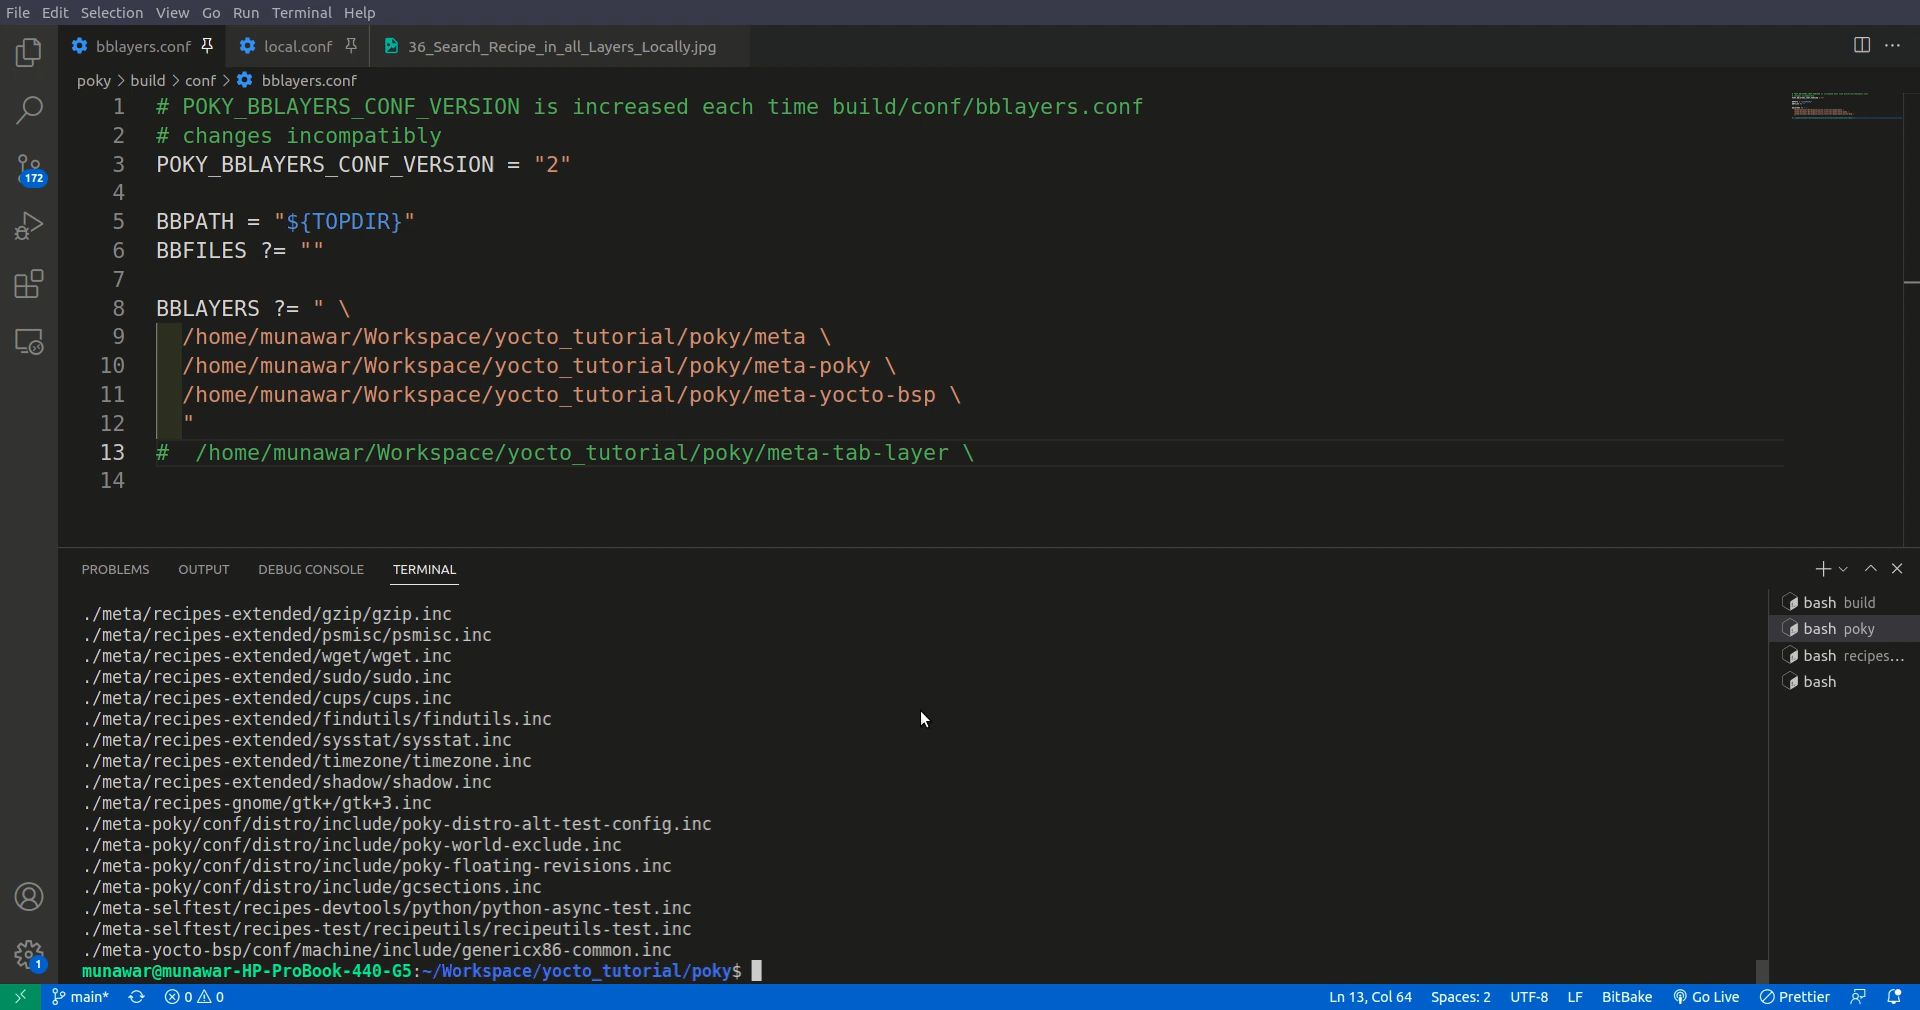 File Edit Selection View Go Run Terminal Help
bblayers.conf local.conf 36_Search_Recipe_in_all_Layers_Locally.jpg
poky > build > conf > bblayers.conf
1 # POKY_BBLAYERS_CONF_VERSION is increased each time build/conf/bblayers.conf
2 # changes incompatibly
3 POKY_BBLAYERS_CONF_VERSION = "2"
4
5 BBPATH = "${TOPDIR}"
6 BBFILES ?= ""
7
8 BBLAYERS ?= " \
9 /home/munawar/Workspace/yocto_tutorial/poky/meta \
10 /home/munawar/Workspace/yocto_tutorial/poky/meta-poky \
11 /home/munawar/Workspace/yocto_tutorial/poky/meta-yocto-bsp \
12 "
13 #  /home/munawar/Workspace/yocto_tutorial/poky/meta-tab-layer \
14
172
PROBLEMS OUTPUT DEBUG CONSOLE TERMINAL
./meta/recipes-extended/gzip/gzip.inc
./meta/recipes-extended/psmisc/psmisc.inc
./meta/recipes-extended/wget/wget.inc
./meta/recipes-extended/sudo/sudo.inc
./meta/recipes-extended/cups/cups.inc
./meta/recipes-extended/findutils/findutils.inc
./meta/recipes-extended/sysstat/sysstat.inc
./meta/recipes-extended/timezone/timezone.inc
./meta/recipes-extended/shadow/shadow.inc
./meta/recipes-gnome/gtk+/gtk+3.inc
./meta-poky/conf/distro/include/poky-distro-alt-test-config.inc
./meta-poky/conf/distro/include/poky-world-exclude.inc
./meta-poky/conf/distro/include/poky-floating-revisions.inc
./meta-poky/conf/distro/include/gcsections.inc
./meta-selftest/recipes-devtools/python/python-async-test.inc
./meta-selftest/recipes-test/recipeutils/recipeutils-test.inc
./meta-yocto-bsp/conf/machine/include/genericx86-common.inc
munawar@munawar-HP-ProBook-440-G5:~/Workspace/yocto_tutorial/poky$
bash build
bash poky
bash recipes...
bash
1
main* 0 0 Ln 13, Col 64 Spaces: 2 UTF-8 LF BitBake Go Live Prettier